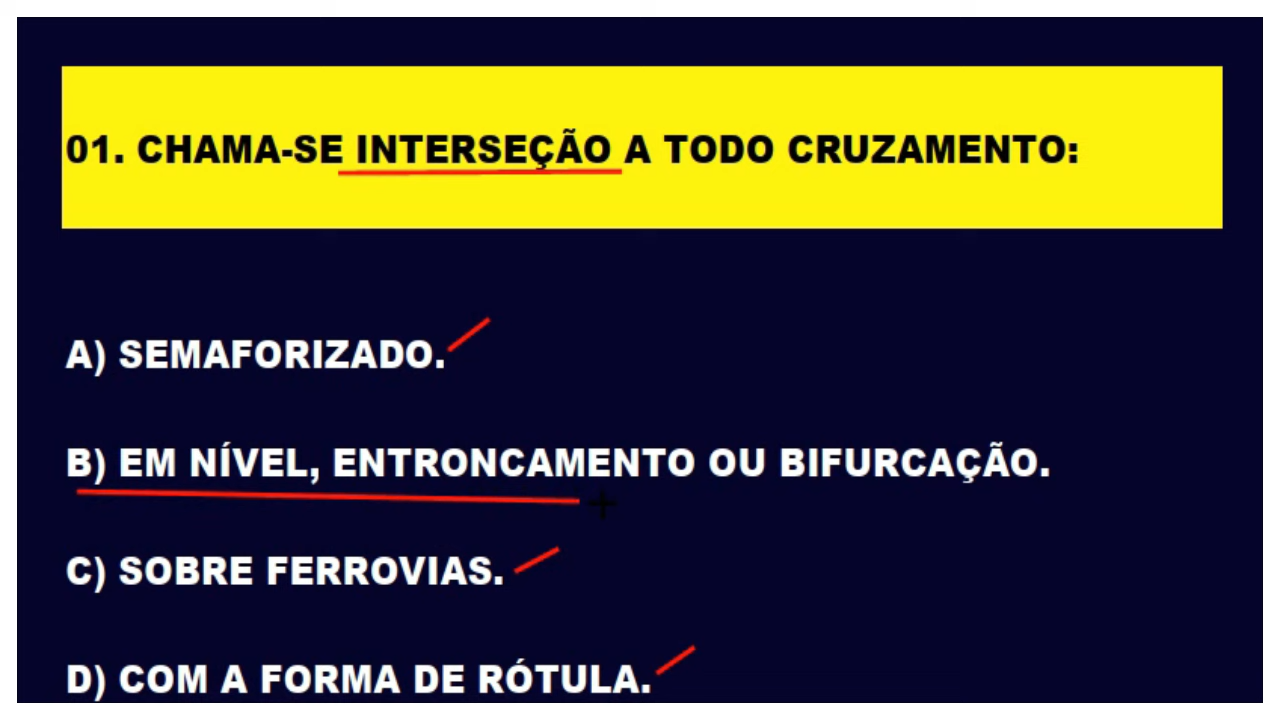 01. CHAMA-SE INTERSEÇÃO A TODO CRUZAMENTO:
A) SEMAFORIZADO.
B) EM NÍVEL, ENTRONCAMENTO OU BIFURCAÇÃO.
C) SOBRE FERROVIAS.
D) COM A FORMA DE RÓTULA.